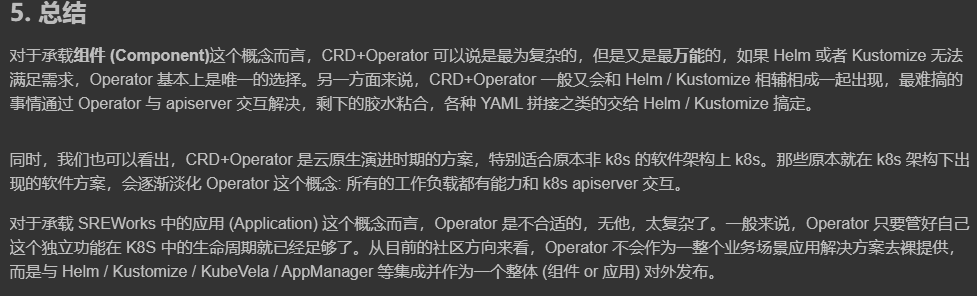 5. 总结
对于承载组件 (Component)这个概念而言，CRD+Operator 可以说是最为复杂的，但是又是最万能的，如果 Helm 或者 Kustomize 无法
满足需求，Operator 基本上是唯一的选择。另一方面来说，CRD+Operator 一般又会和 Helm / Kustomize 相辅相成一起出现，最难搞的
事情通过 Operator 与 apiserver 交互解决，剩下的胶水粘合，各种 YAML 拼接之类的交给 Helm / Kustomize 搞定。
同时，我们也可以看出，CRD+Operator 是云原生演进时期的方案，特别适合原本非 k8s 的软件架构上 k8s。那些原本就在 k8s 架构下出
现的软件方案，会逐渐淡化 Operator 这个概念: 所有的工作负载都有能力和 k8s apiserver 交互。
对于承载 SREWorks 中的应用 (Application) 这个概念而言，Operator 是不合适的，无他，太复杂了。一般来说，Operator 只要管好自己
这个独立功能在 K8S 中的生命周期就已经足够了。从目前的社区方向来看，Operator 不会作为一整个业务场景应用解决方案去裸提供，
而是与 Helm / Kustomize / KubeVela / AppManager 等集成并作为一个整体 (组件 or 应用) 对外发布。